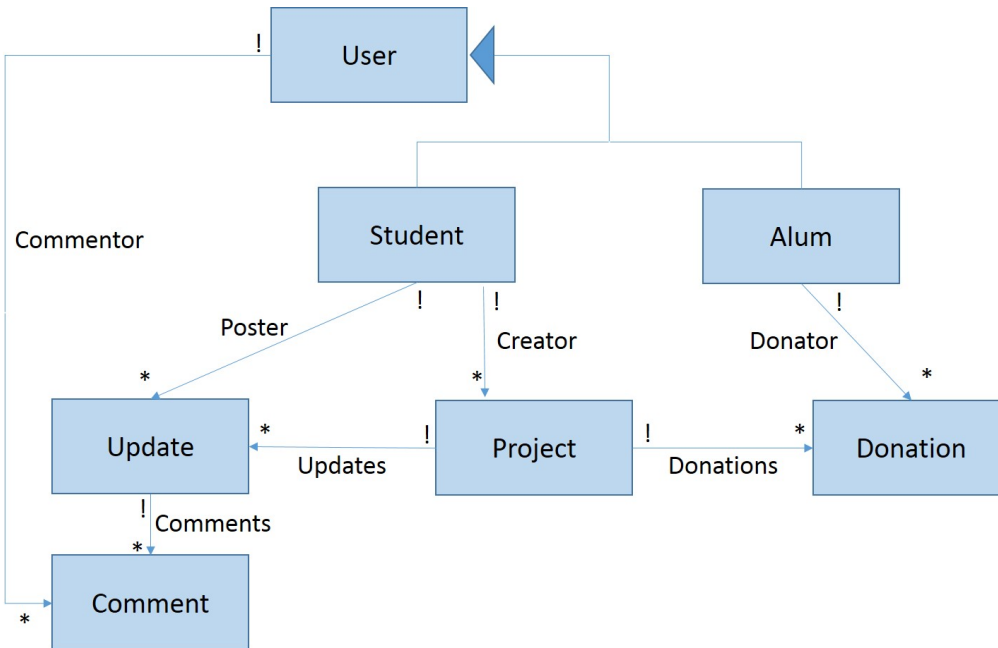 !
User
Commentor
Student
Alum
!
!
!
Poster
Creator
Donator
*
*
*
Update
*
!
Project
!
*
Donation
Updates
Donations
!
Comments
*
Comment
*